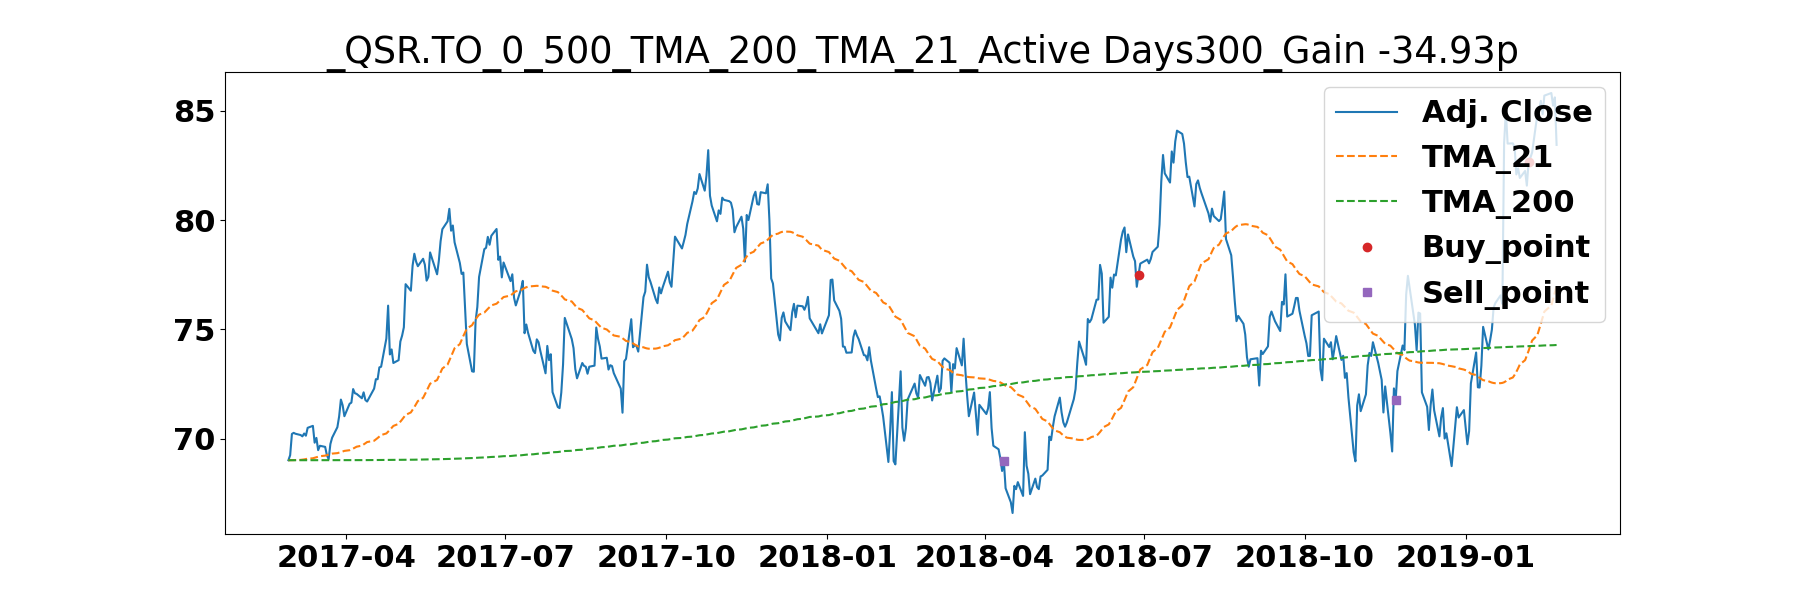 _QSR.TO_0_500_TMA_200_TMA_21_Active Days300_Gain -34.93p
85
80
75
70
Adj. Close
TMA_21
TMA_200
Buy_point
Sell_point
2017-04 2017-07 2017-10 2018-01 2018-04 2018-07 2018-10 2019-01